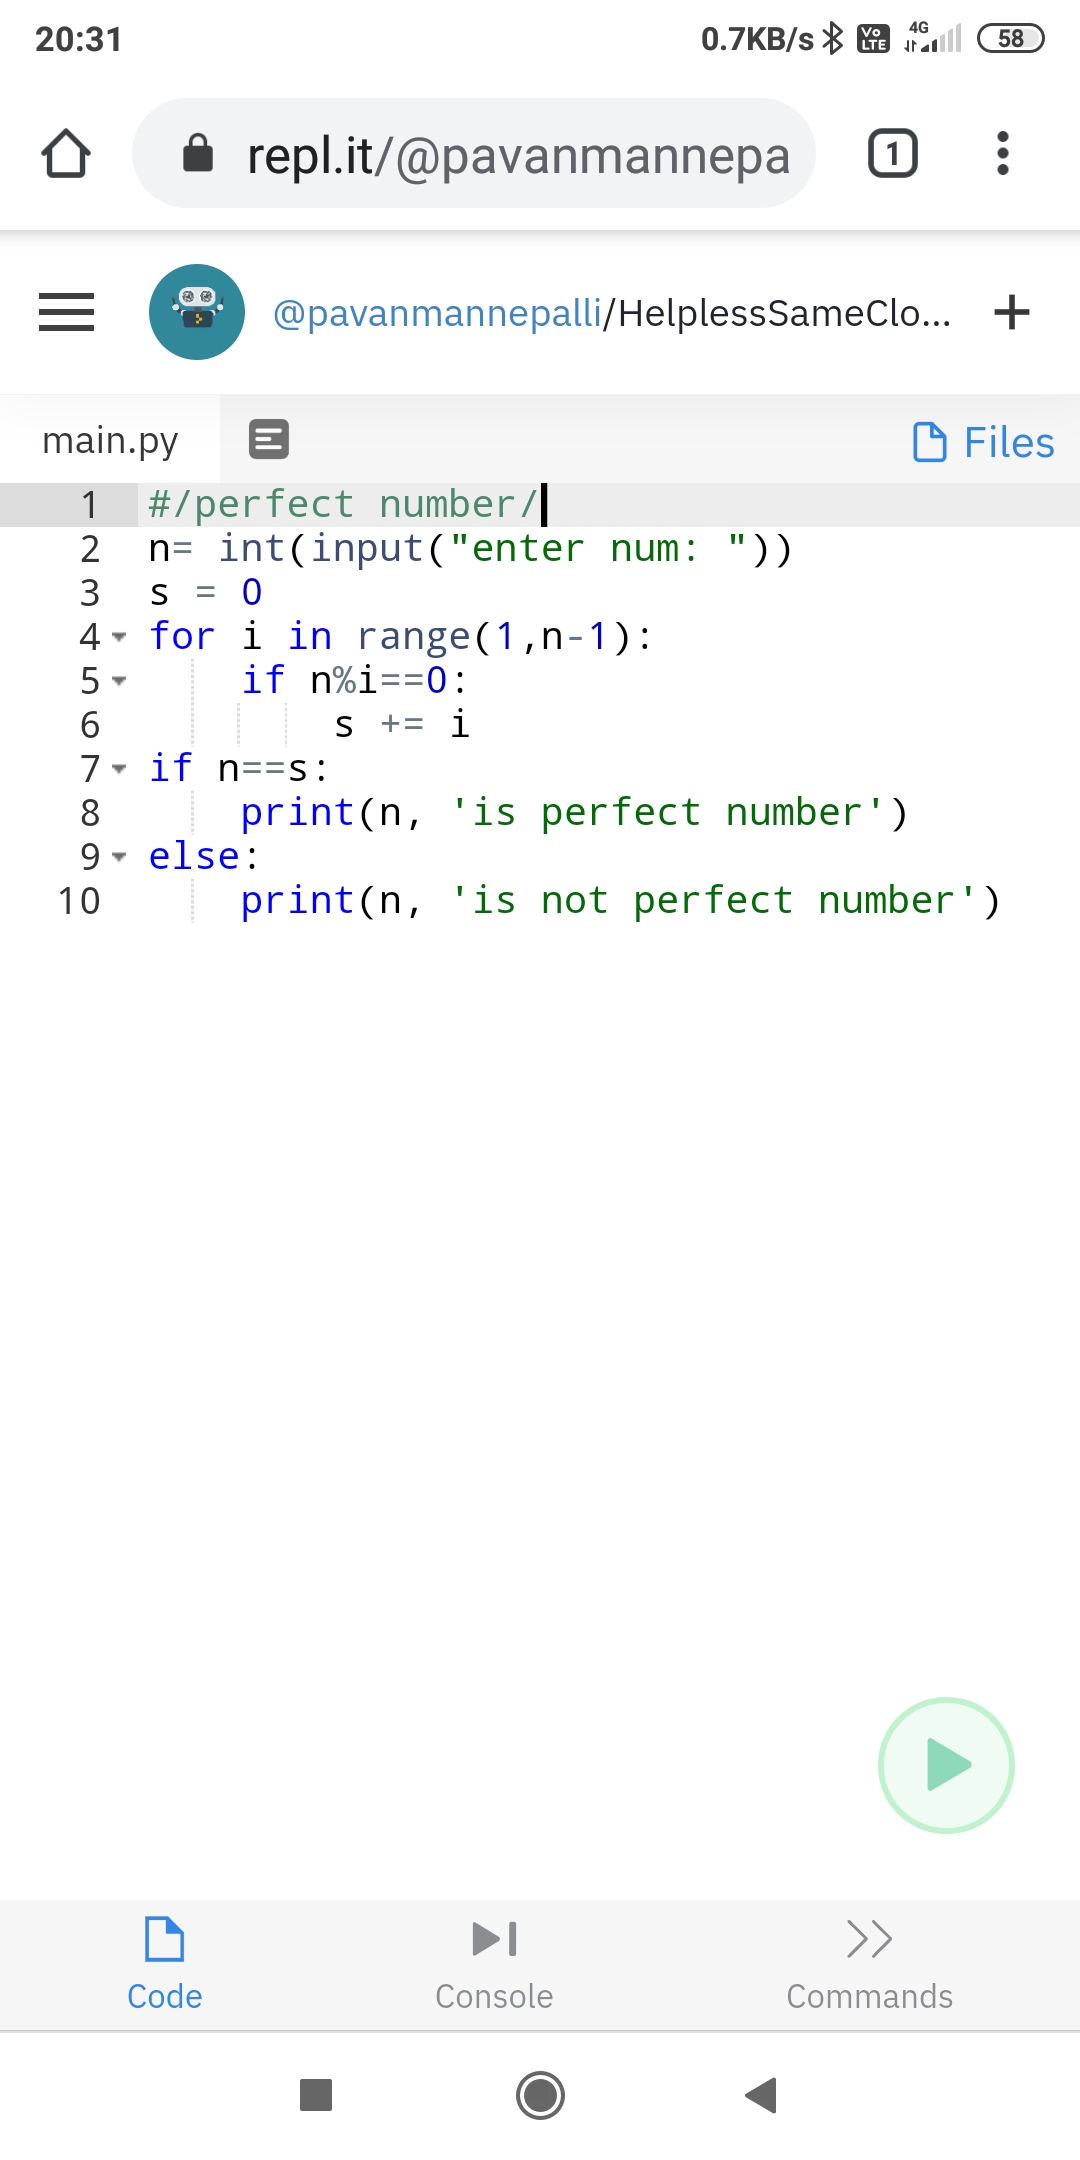 20:31 0.7KB/s Vo LTE 4G 58
repl.it/@pavanmannepa 1
@pavanmannepalli/HelplessSameClo...
main.py Files
1 #/perfect number/
2 n= int(input("enter num: "))
3 s = 0
4 for i in range(1,n-1):
5 if n%i==0:
6 s += i
7 if n==s:
8 print(n, 'is perfect number')
9 else:
10 print(n, 'is not perfect number')
Code Console Commands